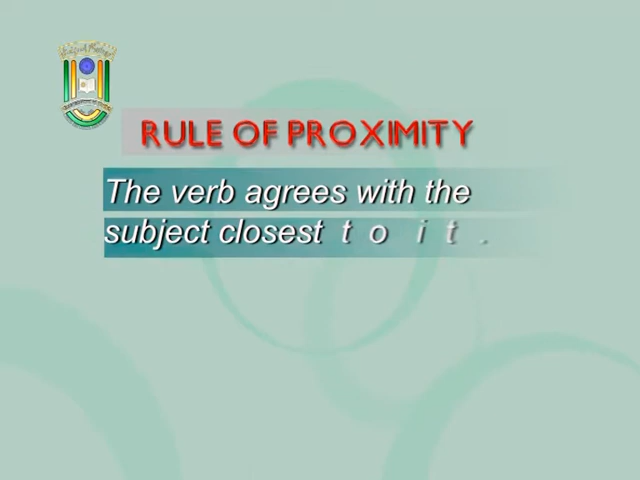 RULE OF PROXIMITY
The verb agrees with the
subject closest to it.